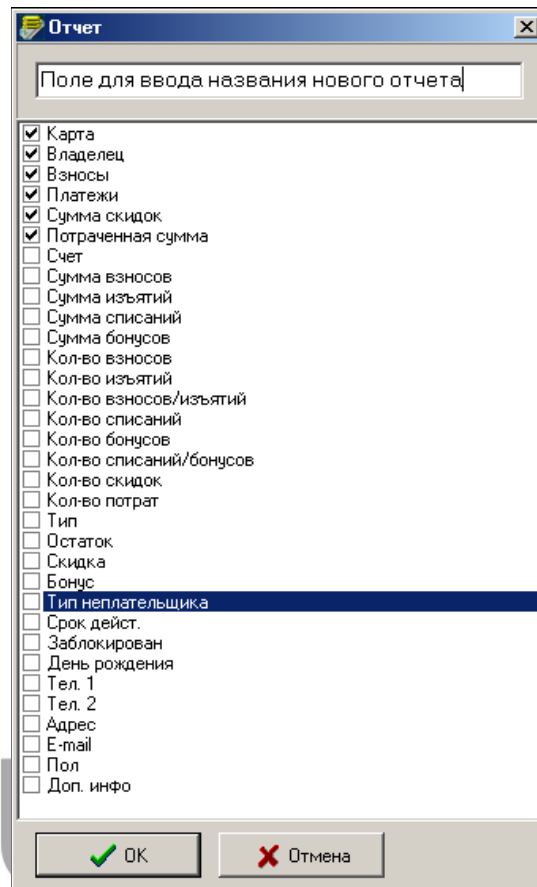 Отчет
Поле для ввода названия нового отчета
Карта
Владелец
Взносы
Платежи
Сумма скидок
Потраченная сумма
Счет
Сумма взносов
Сумма изъятий
Сумма списаний
Сумма бонусов
Кол-во взносов
Кол-во изъятий
Кол-во взносов/изъятий
Кол-во списаний
Кол-во бонусов
Кол-во списаний/бонусов
Кол-во скидок
Кол-во потрат
Тип
Остаток
Скидка
Бонус
Тип неплательщика
Срок дейст.
Заблокирован
День рождения
Тел. 1
Тел. 2
Адрес
E-mail
Пол
Доп. инфо
OK
Отмена